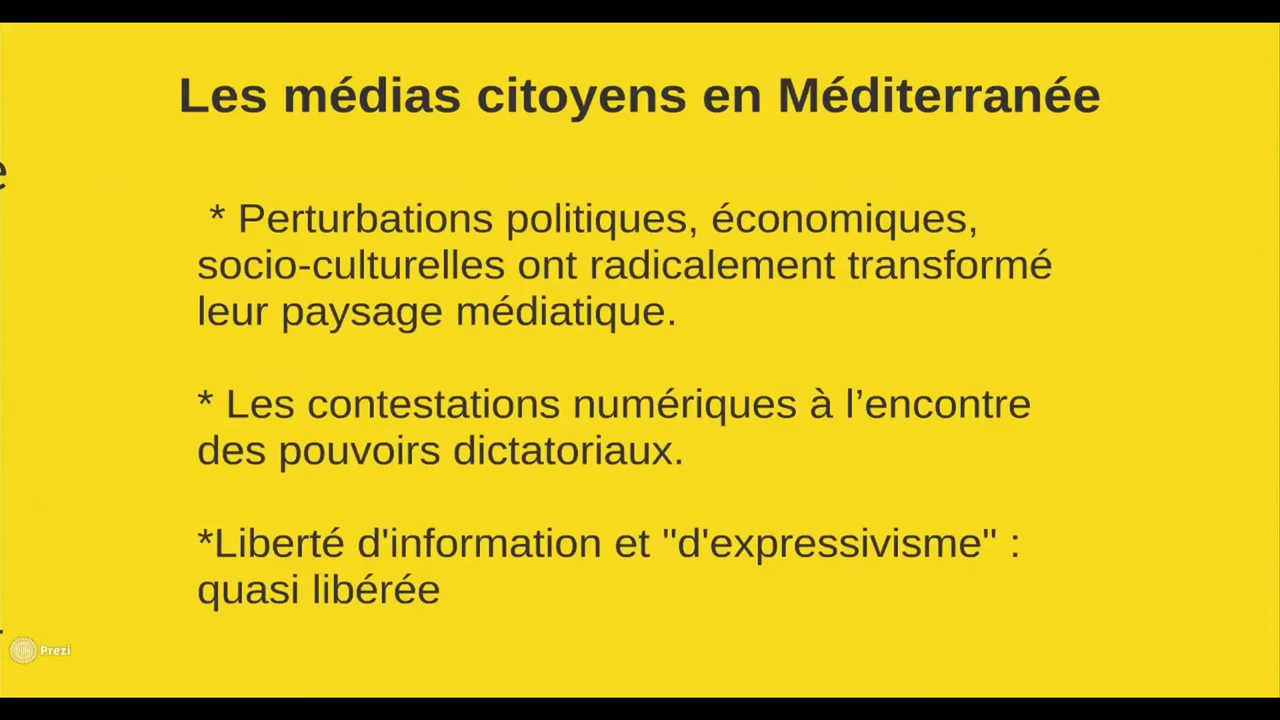 Les médias citoyens en Méditerranée
e
* Perturbations politiques, économiques,
socio-culturelles ont radicalement transformé
leur paysage médiatique.
* Les contestations numériques à l’encontre
des pouvoirs dictatoriaux.
*Liberté d'information et "d'expressivisme" :
quasi libérée
Prezi